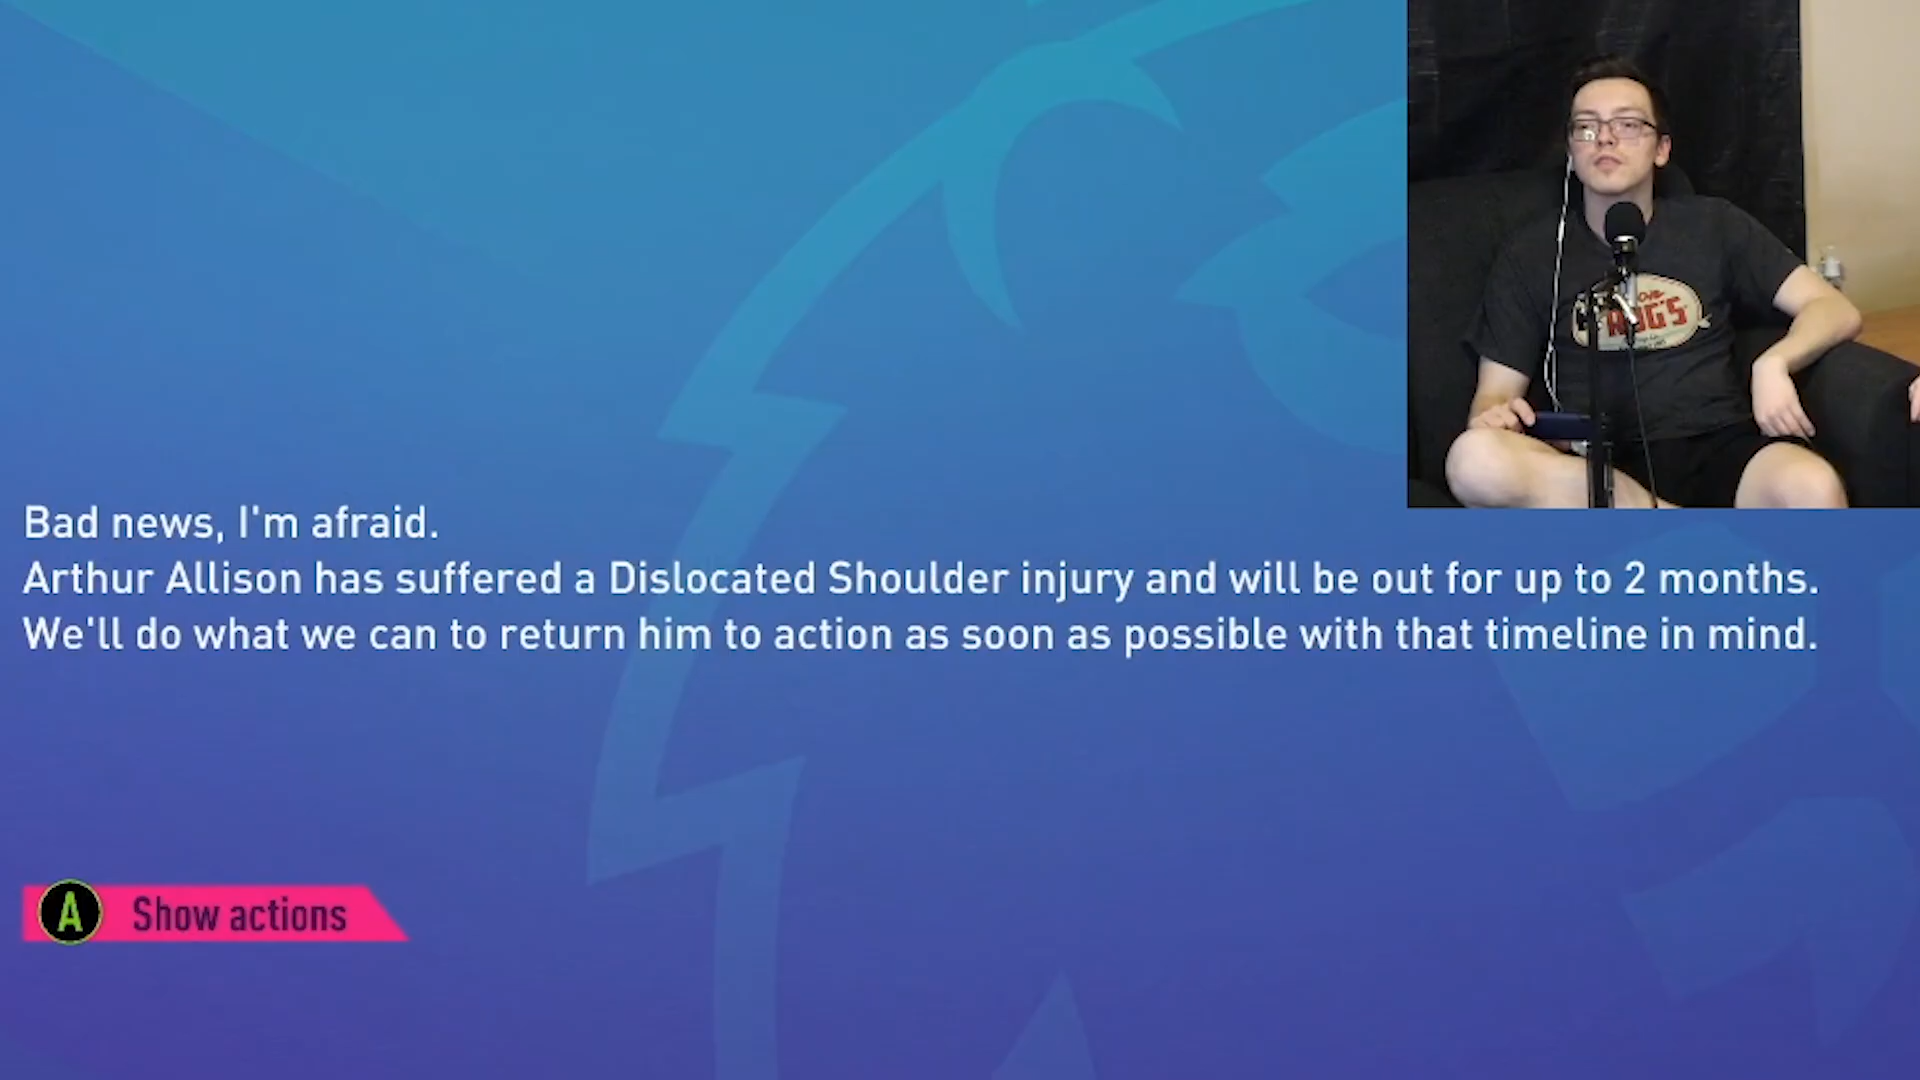 Bad news, I'm afraid.
Arthur Allison has suffered a Dislocated Shoulder injury and will be out for up to 2 months.
We'll do what we can to return him to action as soon as possible with that timeline in mind.
A Show actions